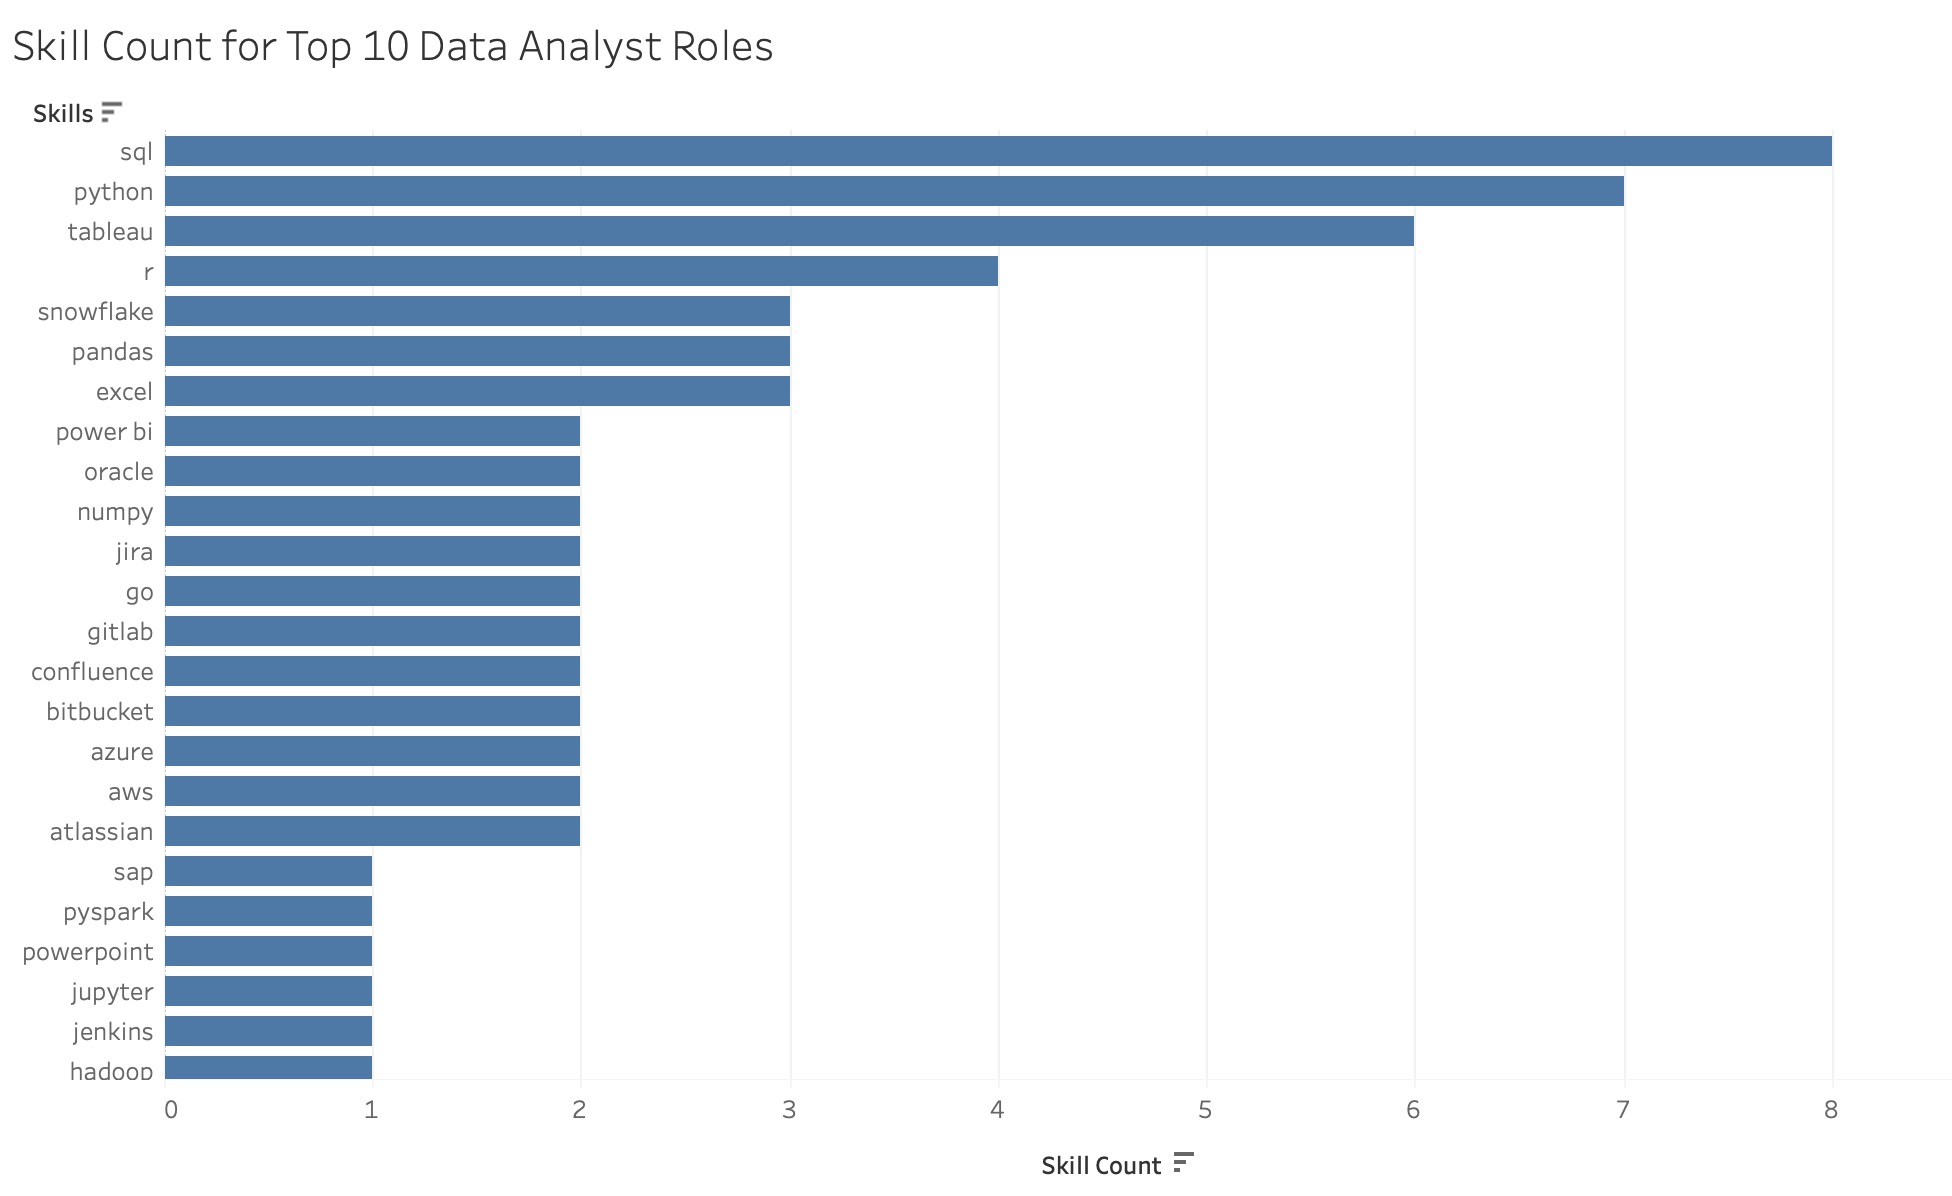 Skill Count for Top 10 Data Analyst Roles
Skills
sql
python
tableau
r
snowflake
pandas
excel
power bi
oracle
numpy
jira
go
gitlab
confluence
bitbucket
azure
aws
atlassian
sap
pyspark
powerpoint
jupyter
jenkins
hadoop
0 1 2 3 4 5 6 7 8
Skill Count